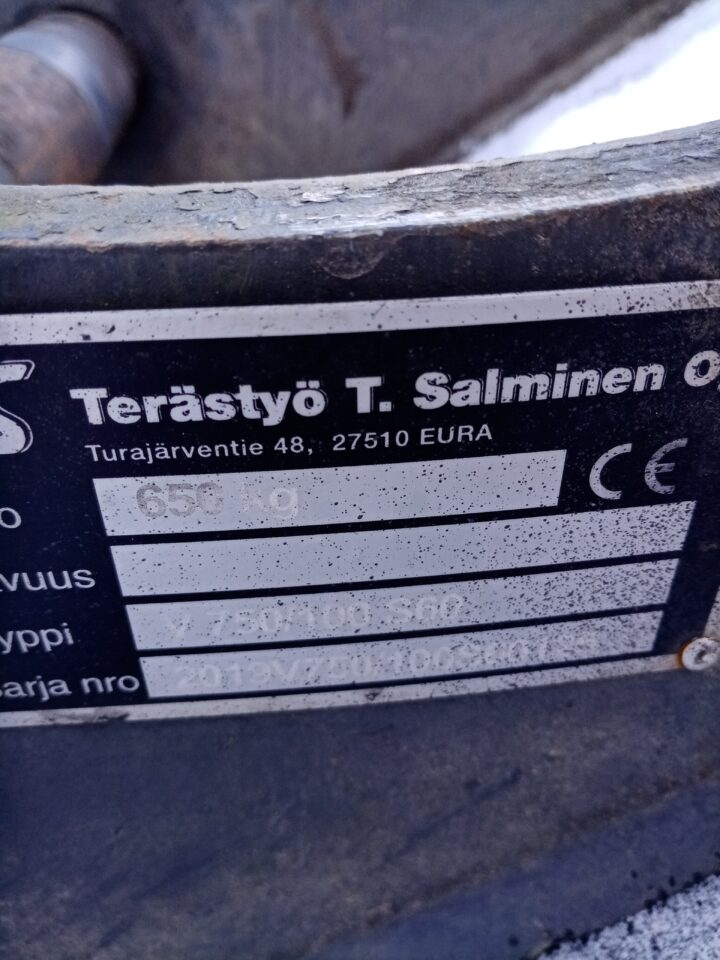 Terästyö T. Salminen O
Turajärventie 48, 27510 EURA
o 650 kg
CE
vuus
yppi V 750/100 S60
arja nro